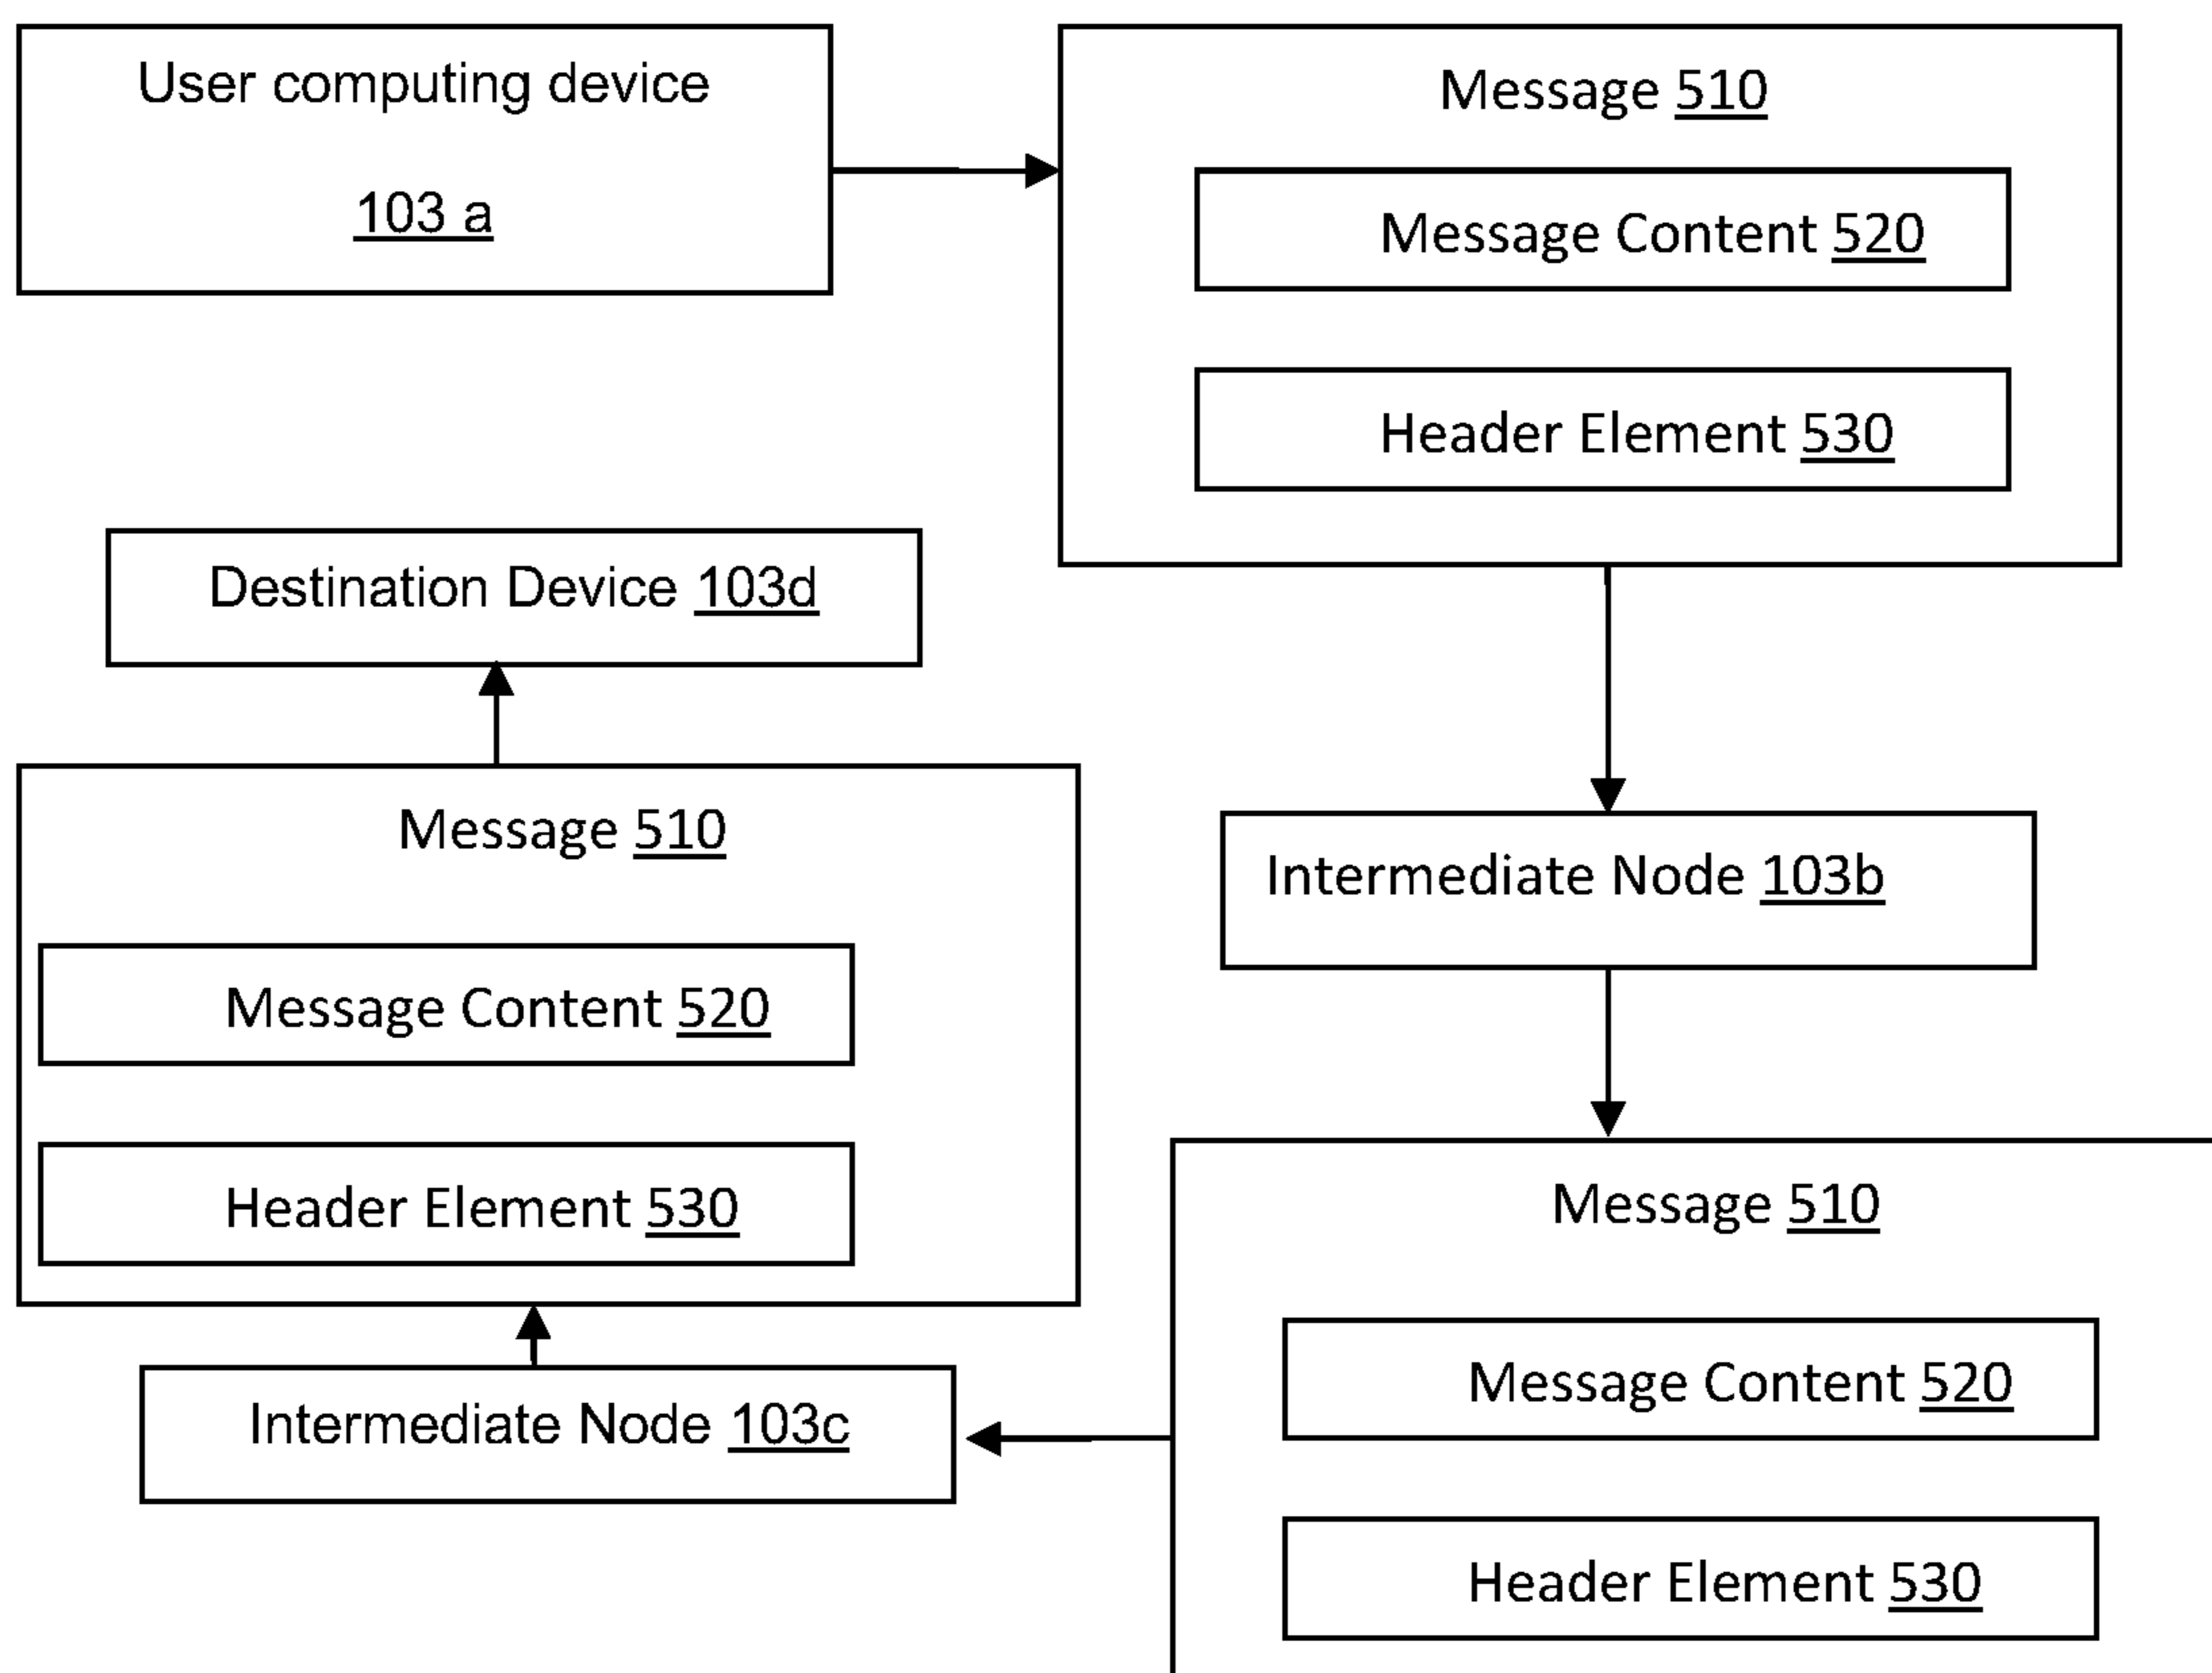 User computing device
103 a
Message 510
Message Content 520
Header Element 530
Destination Device 103d
Message 510
Message Content 520
Header Element 530
Intermediate Node 103b
Message 510
Message Content 520
Header Element 530
Intermediate Node 103c